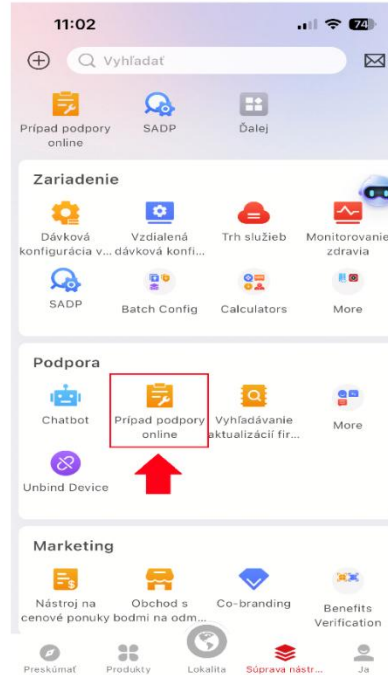 11:02
74
Vyhľadať
Prípad podpory
online
SADP
Ďalej
Zariadenie
Dávková
konfigurácia v...
Vzdialená
dávková konfi...
Trh služieb
Monitorovanie
zdravia
SADP
Batch Config
Calculators
More
Podpora
Chatbot
Prípad podpory
online
Vyhľadávanie
aktualizácií fir...
More
Unbind Device
Marketing
Nástroj na
cenové ponuky
Obchod s
bodmi na odm...
Co-branding
Benefits
Verification
Preskúmať
Produkty
Lokalita
Súprava nástr...
Ja